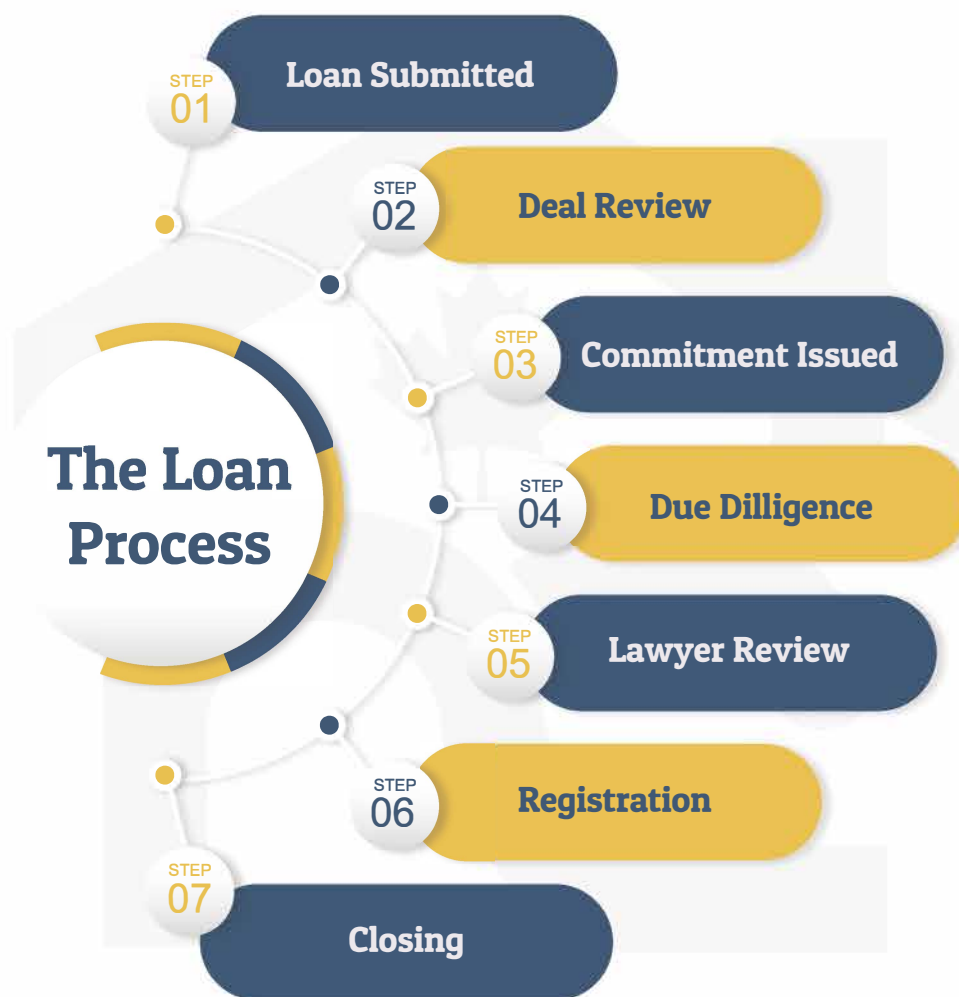 STEP
01
Loan Submitted
STEP
02
Deal Review
STEP
03
Commitment Issued
The Loan
Process
STEP
04
Due Dilligence
STEP
05
Lawyer Review
STEP
06
Registration
STEP
07
Closing